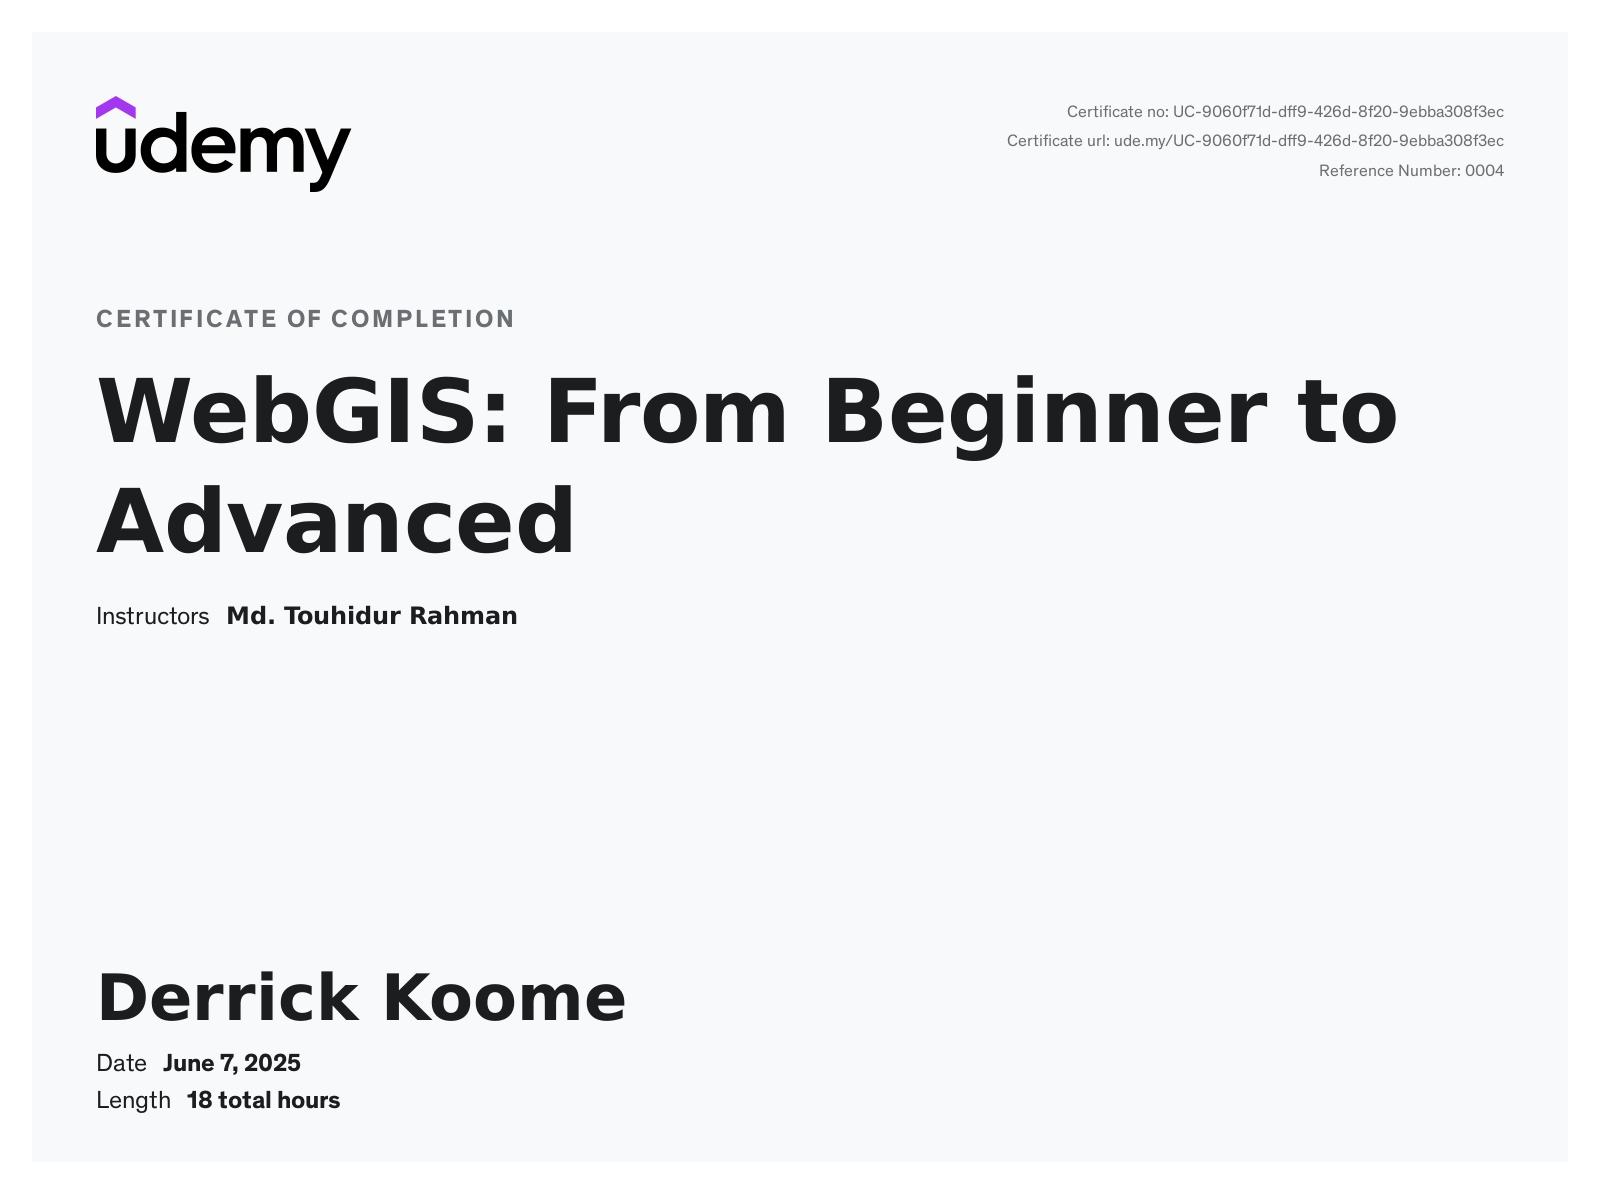 udemy
Certificate no: UC-9060f71d-dff9-426d-8f20-9ebba308f3ec
Certificate url: ude.my/UC-9060f71d-dff9-426d-8f20-9ebba308f3ec
Reference Number: 0004
CERTIFICATE OF COMPLETION
WebGIS: From Beginner to
Advanced
Instructors Md. Touhidur Rahman
Derrick Koome
Date June 7, 2025
Length 18 total hours